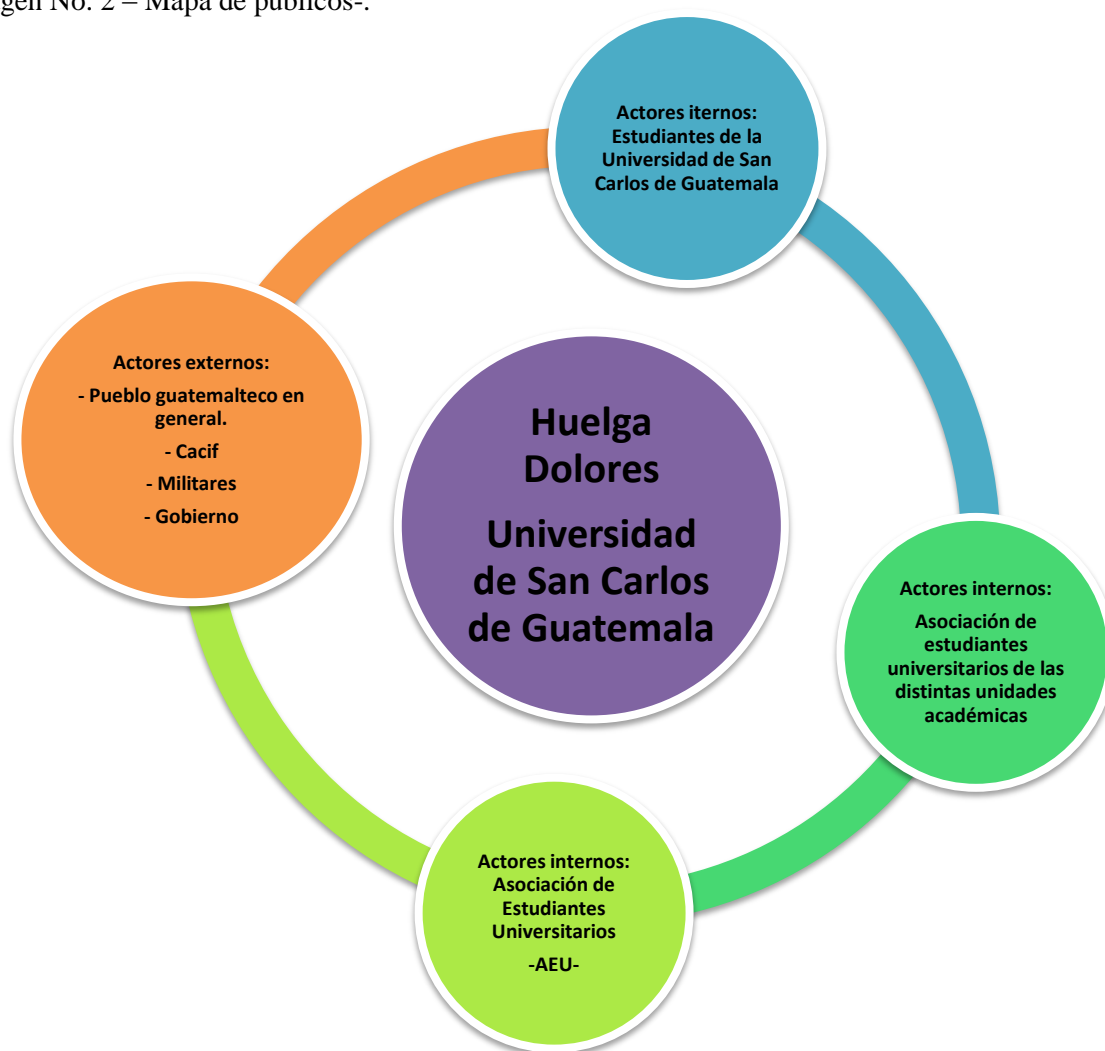 gen No. 2 – Mapa de públicos-.
Actores iternos:
Estudiantes de la
Universidad de San
Carlos de Guatemala
Actores externos:
- Pueblo guatemalteco en
general.
- Cacif
- Militares
- Gobierno
Huelga
Dolores
Universidad
de San Carlos
de Guatemala
Actores internos:
Asociación de
estudiantes
universitarios de las
distintas unidades
académicas
Actores internos:
Asociación de
Estudiantes
Universitarios
-AEU-